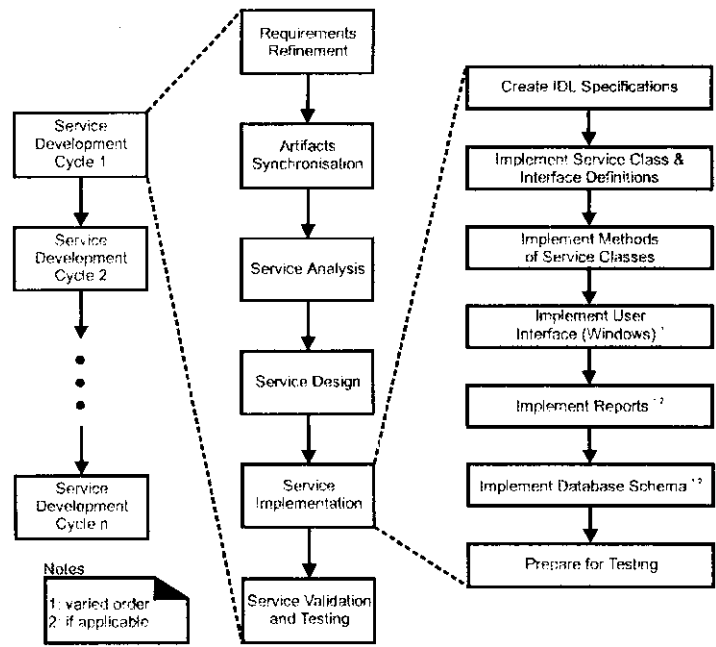 Service
Development
Cycle 1
Service
Development
Cycle 2
Service
Development
Cycle n
Notes
1: varied order
2: if applicable
Requirements
Refinement
Artifacts
Synchronisation
Service Analysis
Service Design
Service
Implementation
Service Validation
and Testing
Create IDL Specifications
Implement Service Class &
Interface Definitions
Implement Methods
of Service Classes
Implement User
Interface (Windows) 1
Implement Reports 1 2
Implement Database Schema 1 2
Prepare for Testing